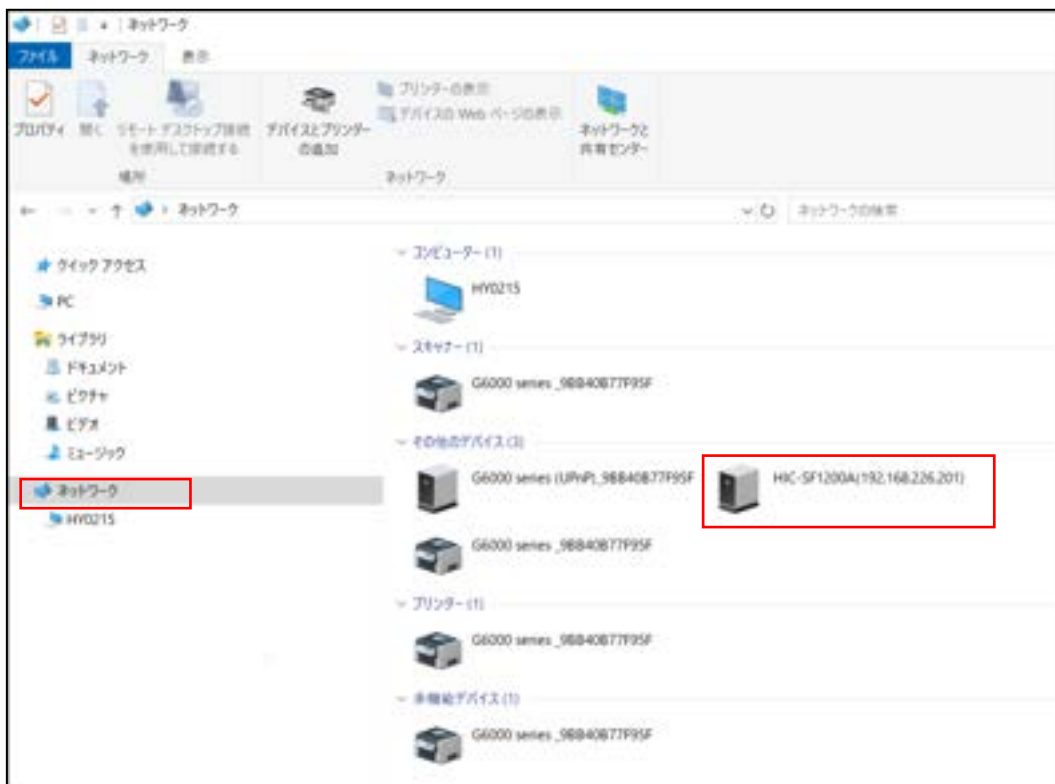 ネットワーク
ファイル ネットワーク 表示
プロパティ 開く リモート デスクトップ接続を使用して接続する デバイスとプリンターの追加 プリンターの表示 デバイスの Web ページの表示 ネットワークと共有センター
場所 ネットワーク
ネットワーク ネットワークの検索
クイック アクセス
PC
ライブラリ
ドキュメント
ピクチャ
ビデオ
ミュージック
ネットワーク
HY0215
コンピューター (1)
HY0215
スキャナー (1)
G6000 series _9BB40B77F95F
その他のデバイス (3)
G6000 series (UPnP)_9BB40B77F95F HIC-SF1200A(192.168.226.201)
G6000 series _9BB40B77F95F
プリンター (1)
G6000 series _9BB40B77F95F
多機能デバイス (1)
G6000 series _9BB40B77F95F